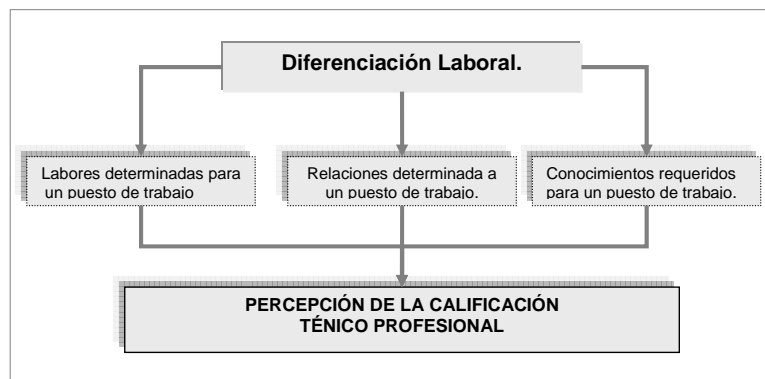 Diferenciación Laboral.
Labores determinadas para
un puesto de trabajo
Relaciones determinada a
un puesto de trabajo.
Conocimientos requeridos
para un puesto de trabajo.
PERCEPCIÓN DE LA CALIFICACIÓN
TÉNICO PROFESIONAL